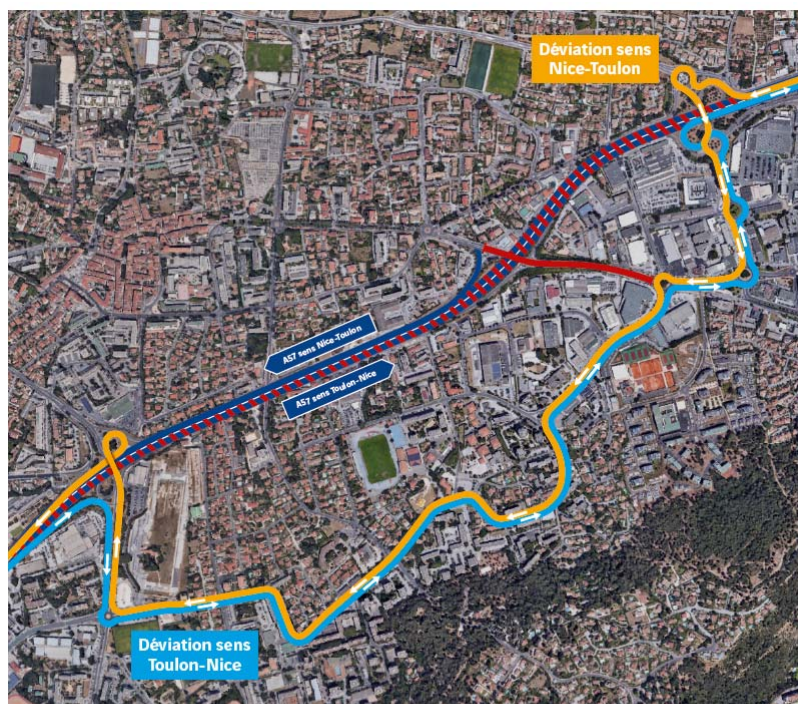 Déviation sens
Nice-Toulon
A57 sens Nice-Toulon
A57 sens Toulon-Nice
Déviation sens
Toulon-Nice